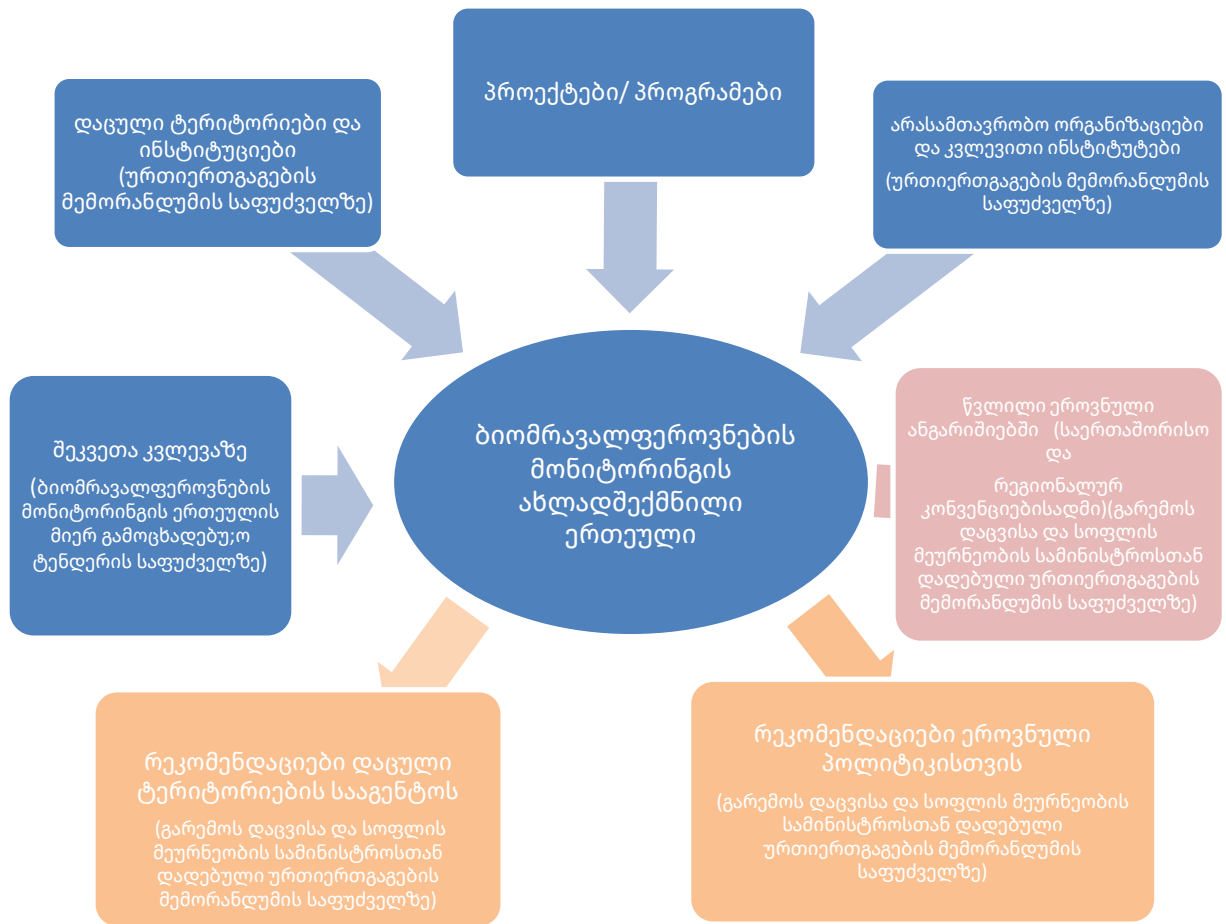 პროექტები/ პროგრამები
დაცული ტერიტორიები და
ინსტიტუციები
(ურთიერთგაგების
მემორანდუმის საფუძველზე)
არასამთავრობო ორგანიზაციები
და კვლევითი ინსტიტუტები
(ურთიერთგაგების მემორანდუმის
საფუძველზე)
შეკვეთა კვლევაზე
(ბიომრავალფეროვნების
მონიტორინგის ერთეულის
მიერ გამოცხადებუ;ო
ტენდერის საფუძველზე)
ბიომრავალფეროვნების
მონიტორინგის
ახლადშექმნილი
ერთეული
წვლილი ეროვნული
ანგარიშიებში (საერთაშორისო
და
რეგიონალურ
კონვენციებისადმი)(გარემოს
დაცვისა და სოფლის
მეურნეობის სამინისტროსთან
დადებული ურთიერთგაგების
მემორანდუმის საფუძველზე)
რეკომენდაციები დაცული
ტერიტორიების სააგენტოს
(გარემოს დაცვისა და სოფლის
მეურნეობის სამინისტროსთან
დადებული ურთიერთგაგების
მემორანდუმის საფუძველზე)
რეკომენდაციები ეროვნული
პოლიტიკისთვის
(გარემოს დაცვისა და სოფლის მეურნეობის
სამინისტროსთან დადებული
ურთიერთგაგების მემორანდუმის
საფუძველზე)